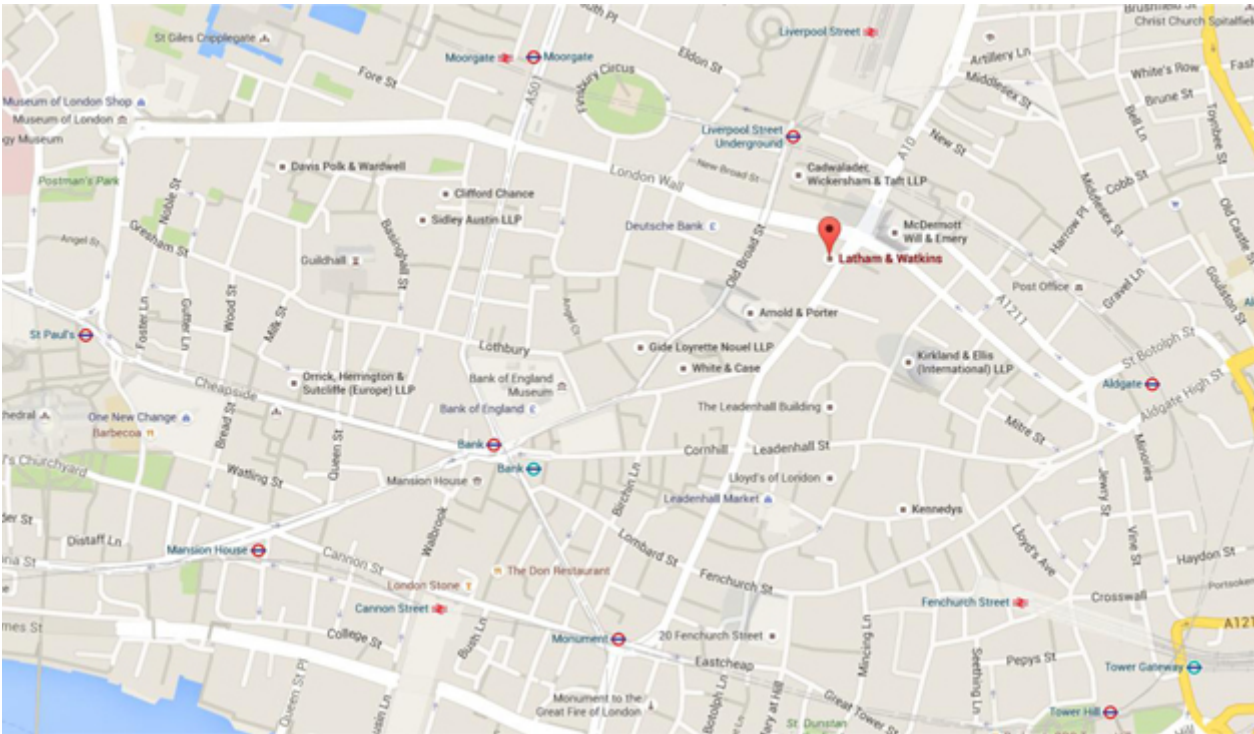 Brushfield St
Christ Church Spitalfiel
St Giles Cripplegate
Liverpool Street
Moorgate
Moorgate
Eldon St
Artillery Ln
Fore St
A501
Finsbury Circus
Middlesex St
White's Row
Fash
Brune St
Museum of London Shop
Museum of London
gy Museum
Bell Ln
Toynbee St
Liverpool Street
Underground
A10
New St
Davis Polk & Wardwell
London Wall
New Broad St
Cadwalader,
Wickersham & Taft LLP
Cobb St
Postman's Park
Noble St
Clifford Chance
Middlesex St
Old Castle St
Sidley Austin LLP
Deutsche Bank £
McDermott
Will & Emery
Harrow Pl
Gresham St
Angel St
Basinghall St
Guildhall
Old Broad St
Latham & Watkins
Post Office
Gravel Ln
Goulston St
Foster Ln
Gutter Ln
Wood St
Milk St
Angel Ct
Arnold & Porter
A1211
St Paul's
Lothbury
Gide Loyrette Nouel LLP
St Botolph St
White & Case
Kirkland & Ellis
(International) LLP
Cheapside
Orrick, Herrington &
Sutcliffe (Europe) LLP
Bank of England
Museum
Aldgate
Aldgate High St
hedral
One New Change
Barbecoa
Bank of England £
The Leadenhall Building
Bread St
Queen St
Mitre St
Bank
Cornhill
Leadenhall St
Minories
Bank
's Churchyard
Watling St
Mansion House
Birchin Ln
Lloyd's of London
Jewry St
Leadenhall Market
Kennedys
Walbrook
Distaff Ln
Mansion House
Cannon St
Lombard St
Lloyd's Ave
Vine St
Haydon St
The Don Restaurant
Fenchurch St
London Stone
Portsoken
Cannon Street
Fenchurch Street
Crosswall
College St
Bush Ln
Monument
20 Fenchurch Street
Mincing Ln
A121
Eastcheap
Seething Ln
Pepys St
Tower Gateway
Queen St Pl
Monument to the
Great Fire of London
Botolph Ln
Great Tower St
St. Dunstan
Tower Hill